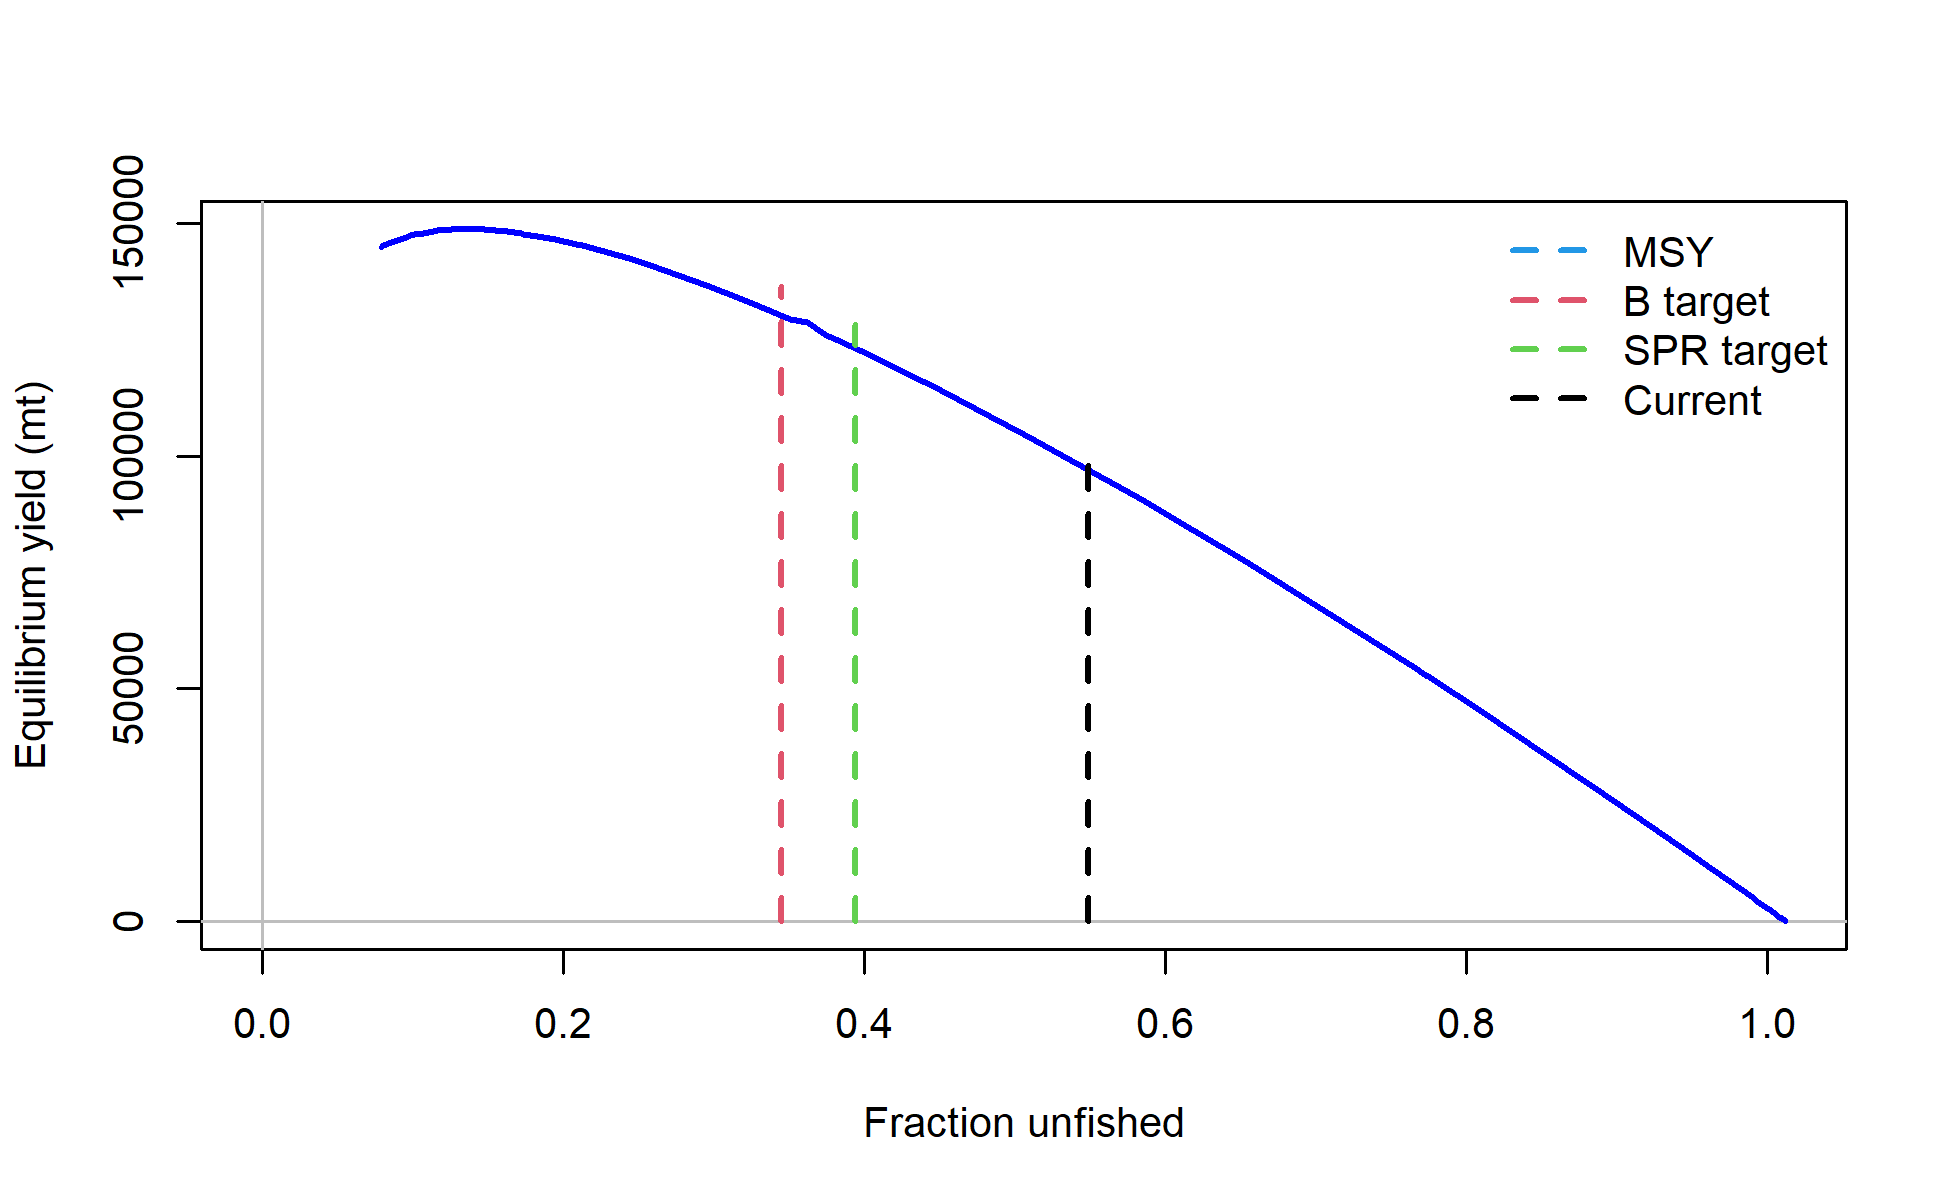 Equilibrium yield (mt)
150000
100000
50000
0
MSY
B target
SPR target
Current
0.0 0.2 0.4 0.6 0.8 1.0
Fraction unfished